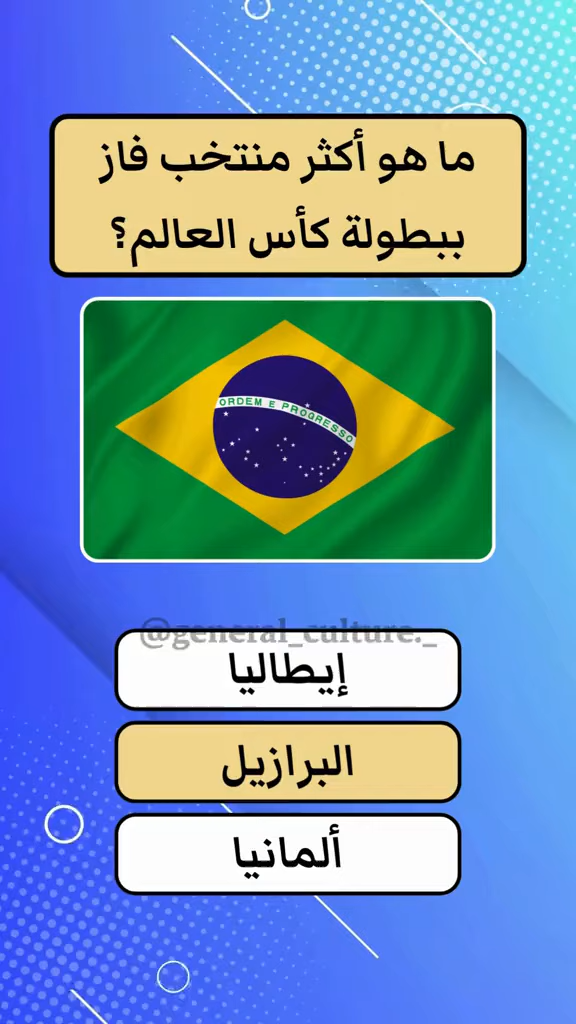 ما هو أكثر منتخب فاز
ببطولة كأس العالم؟
ORDEM E PROGRESSO
@general_culture._
إيطاليا
البرازيل
ألمانيا